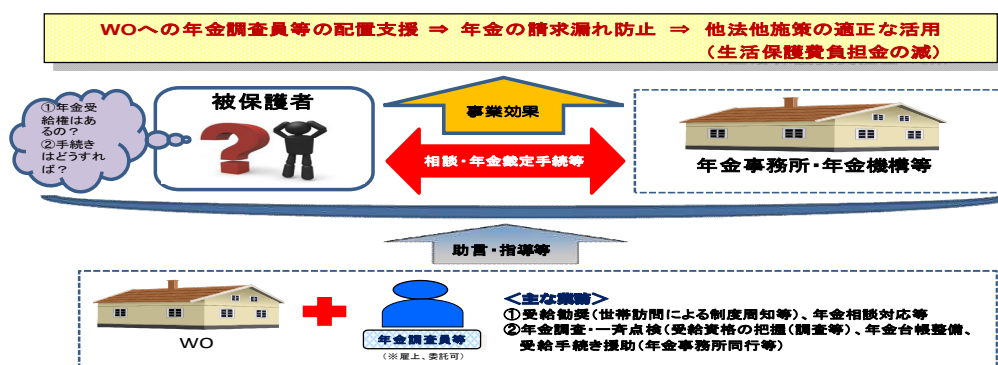 WOへの年金調査員等の配置支援 ⇒ 年金の請求漏れ防止 ⇒ 他法他施策の適正な活用
（生活保護費負担金の減）
①年金受
給権はあ
るの？
②手続き
はどうすれ
ば？
被保護者
事業効果
相談・年金裁定手続等
年金事務所・年金機構等
助言・指導等
WO
年金調査員等
（※雇上、委託可）
＜主な業務＞
①受給勧奨（世帯訪問による制度周知等）、年金相談対応等
②年金調査・一斉点検（受給資格の把握（調査等）、年金台帳整備、
受給手続き援助（年金事務所同行等）